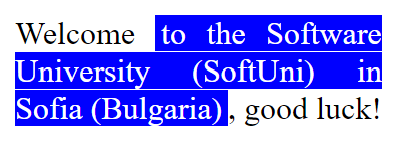 Welcome to the Software
University (SoftUni) in
Sofia (Bulgaria), good luck!